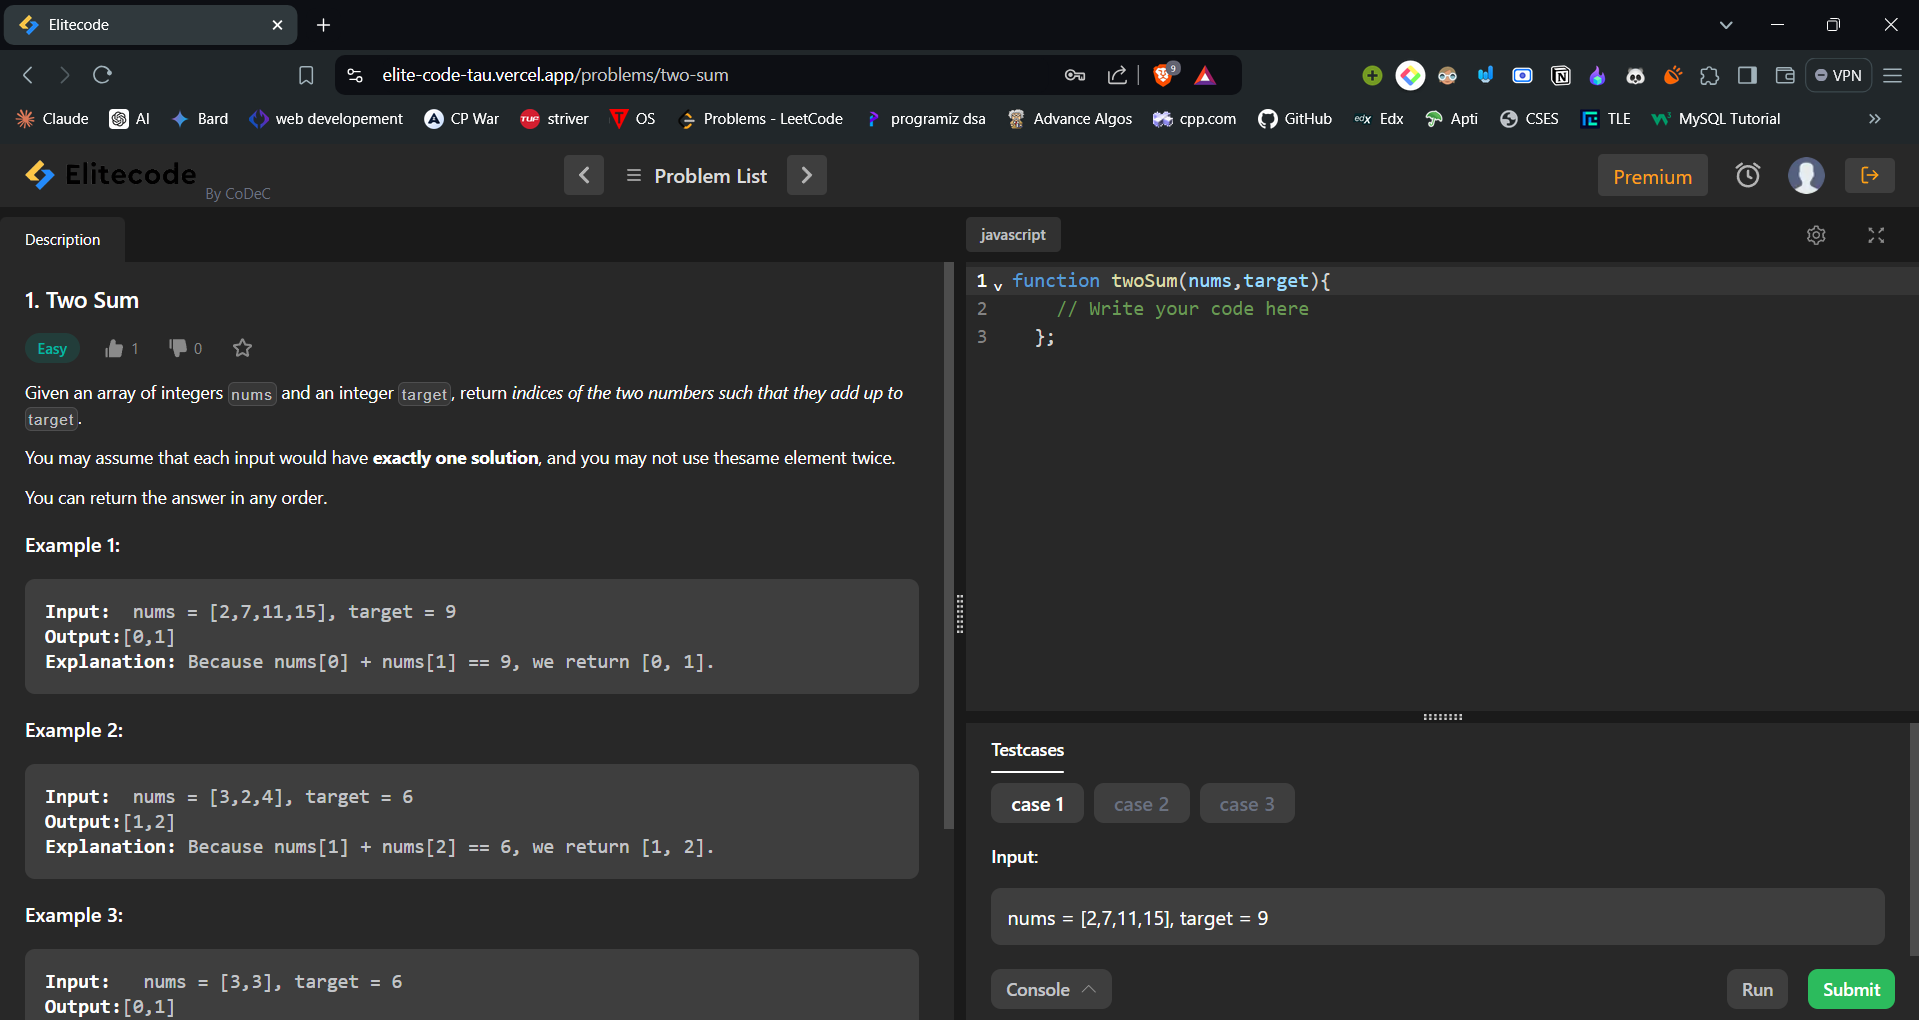 Elitecode
elite-code-tau.vercel.app/problems/two-sum
9
VPN
Claude AI Bard web developement CP War striver OS Problems - LeetCode programiz dsa Advance Algos cpp.com GitHub Edx Apti CSES TLE MySQL Tutorial
Elitecode By CoDeC
Problem List
Premium
Description
1. Two Sum
Easy 1 0
Given an array of integers nums and an integer target, return indices of the two numbers such that they add up to
target.
You may assume that each input would have exactly one solution, and you may not use thesame element twice.
You can return the answer in any order.
Example 1:
Input: nums = [2,7,11,15], target = 9
Output:[0,1]
Explanation: Because nums[0] + nums[1] == 9, we return [0, 1].
Example 2:
Input: nums = [3,2,4], target = 6
Output:[1,2]
Explanation: Because nums[1] + nums[2] == 6, we return [1, 2].
Example 3:
Input: nums = [3,3], target = 6
Output:[0,1]
javascript
1 function twoSum(nums,target){
2 // Write your code here
3 };
Testcases
case 1 case 2 case 3
Input:
nums = [2,7,11,15], target = 9
Console Run Submit